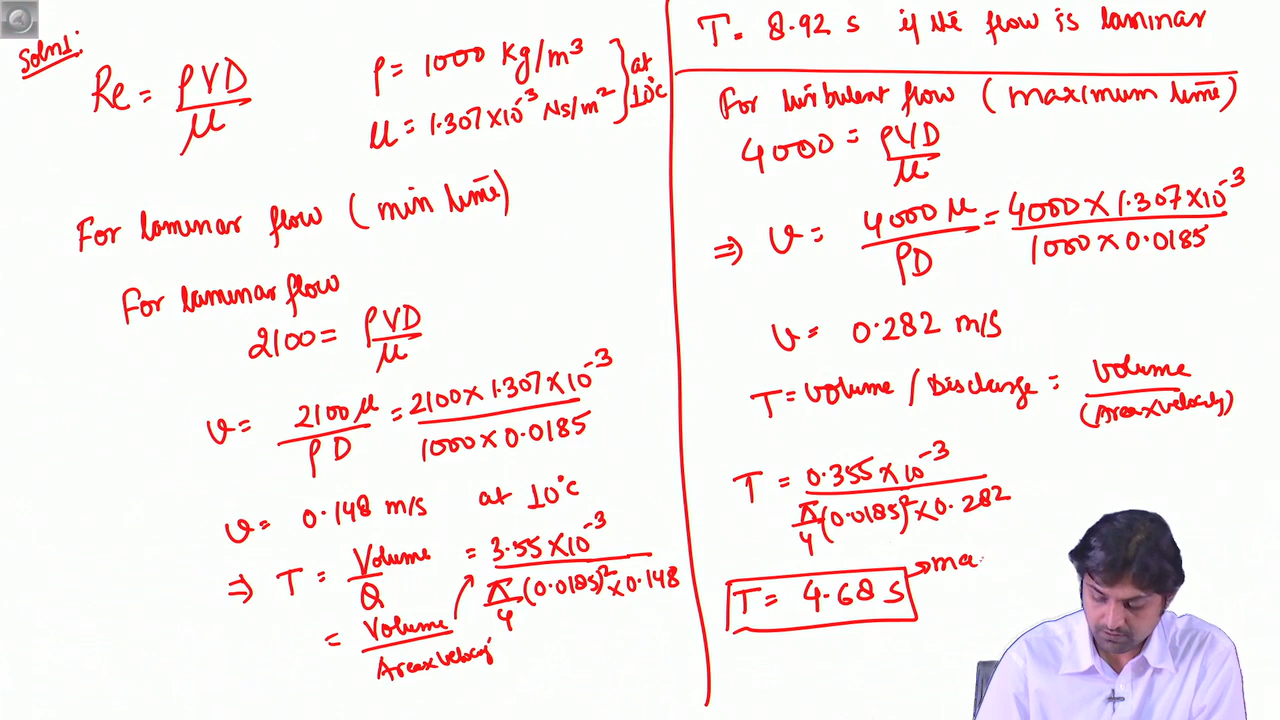 Soln1:
Re = ρVD / μ
ρ = 1000 Kg/m³
μ = 1.307×10⁻³ Ns/m² } at 10°C
For laminar flow ( min time )
For laminar flow
2100 = ρVD / μ
v = 2100 μ / ρD = 2100 × 1.307 × 10⁻³ / 1000 × 0.0185
v = 0.148 m/s at 10°C
⇒ T = Volume / Q = 3.55×10⁻³ / π/4 (0.0185)² × 0.148
= Volume / Area×velocity
T = 8.92 s if the flow is laminar
For turbulent flow ( maximum time )
4000 = ρVD / μ
⇒ v = 4000 μ / ρD = 4000 × 1.307×10⁻³ / 1000 × 0.0185
v = 0.282 m/s
T = Volume / Discharge = Volume / (Area×velocity)
T = 0.355×10⁻³ / π/4 (0.0185)² × 0.282
T = 4.68 s → ma